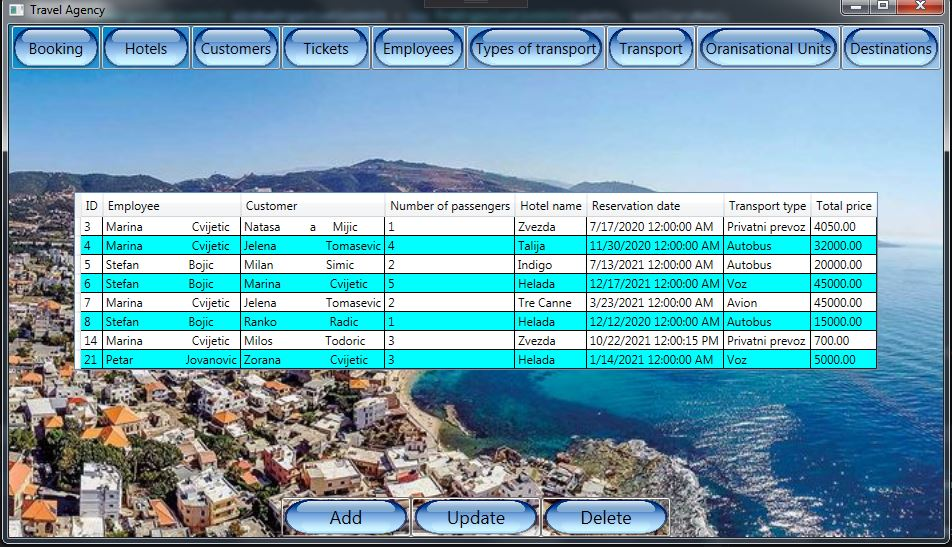 Travel Agency
Booking Hotels Customers Tickets Employees Types of transport Transport Oranisational Units Destinations
ID Employee Customer Number of passengers Hotel name Reservation date Transport type Total price
3 Marina Cvijetic Natasa a Mijic 1 Zvezda 7/17/2020 12:00:00 AM Privatni prevoz 4050.00
4 Marina Cvijetic Jelena Tomasevic 4 Talija 11/30/2020 12:00:00 AM Autobus 32000.00
5 Stefan Bojic Milan Simic 2 Indigo 7/13/2021 12:00:00 AM Autobus 20000.00
6 Stefan Bojic Marina Cvijetic 5 Helada 12/17/2021 12:00:00 AM Voz 45000.00
7 Marina Cvijetic Jelena Tomasevic 2 Tre Canne 3/23/2021 12:00:00 AM Avion 45000.00
8 Stefan Bojic Ranko Radic 1 Helada 12/12/2020 12:00:00 AM Autobus 15000.00
14 Marina Cvijetic Milos Todoric 3 Zvezda 10/22/2021 12:00:15 PM Privatni prevoz 700.00
21 Petar Jovanovic Zorana Cvijetic 3 Helada 1/14/2021 12:00:00 AM Voz 5000.00
Add Update Delete